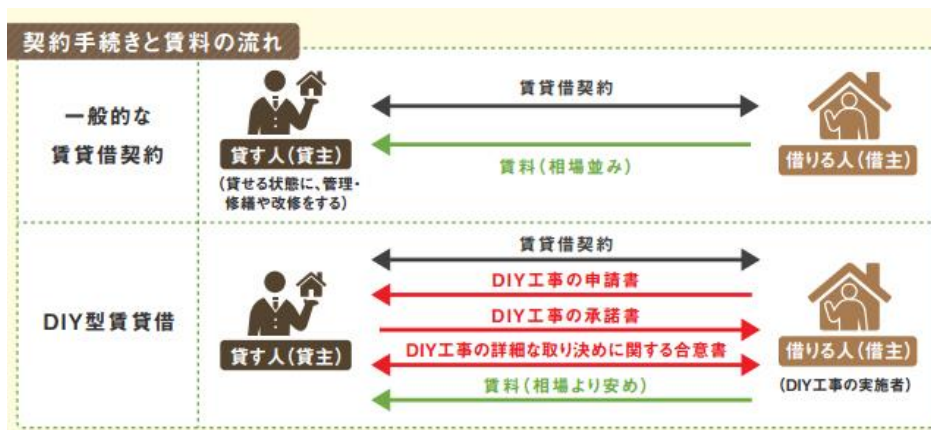 契約手続きと賃料の流れ
一般的な
賃貸借契約
貸す人(貸主)
(貸せる状態に、管理・
修繕や改修をする)
賃貸借契約
賃料(相場並み)
借りる人(借主)
DIY型賃貸借
貸す人(貸主)
賃貸借契約
DIY工事の申請書
DIY工事の承諾書
DIY工事の詳細な取り決めに関する合意書
賃料(相場より安め)
借りる人(借主)
(DIY工事の実施者)